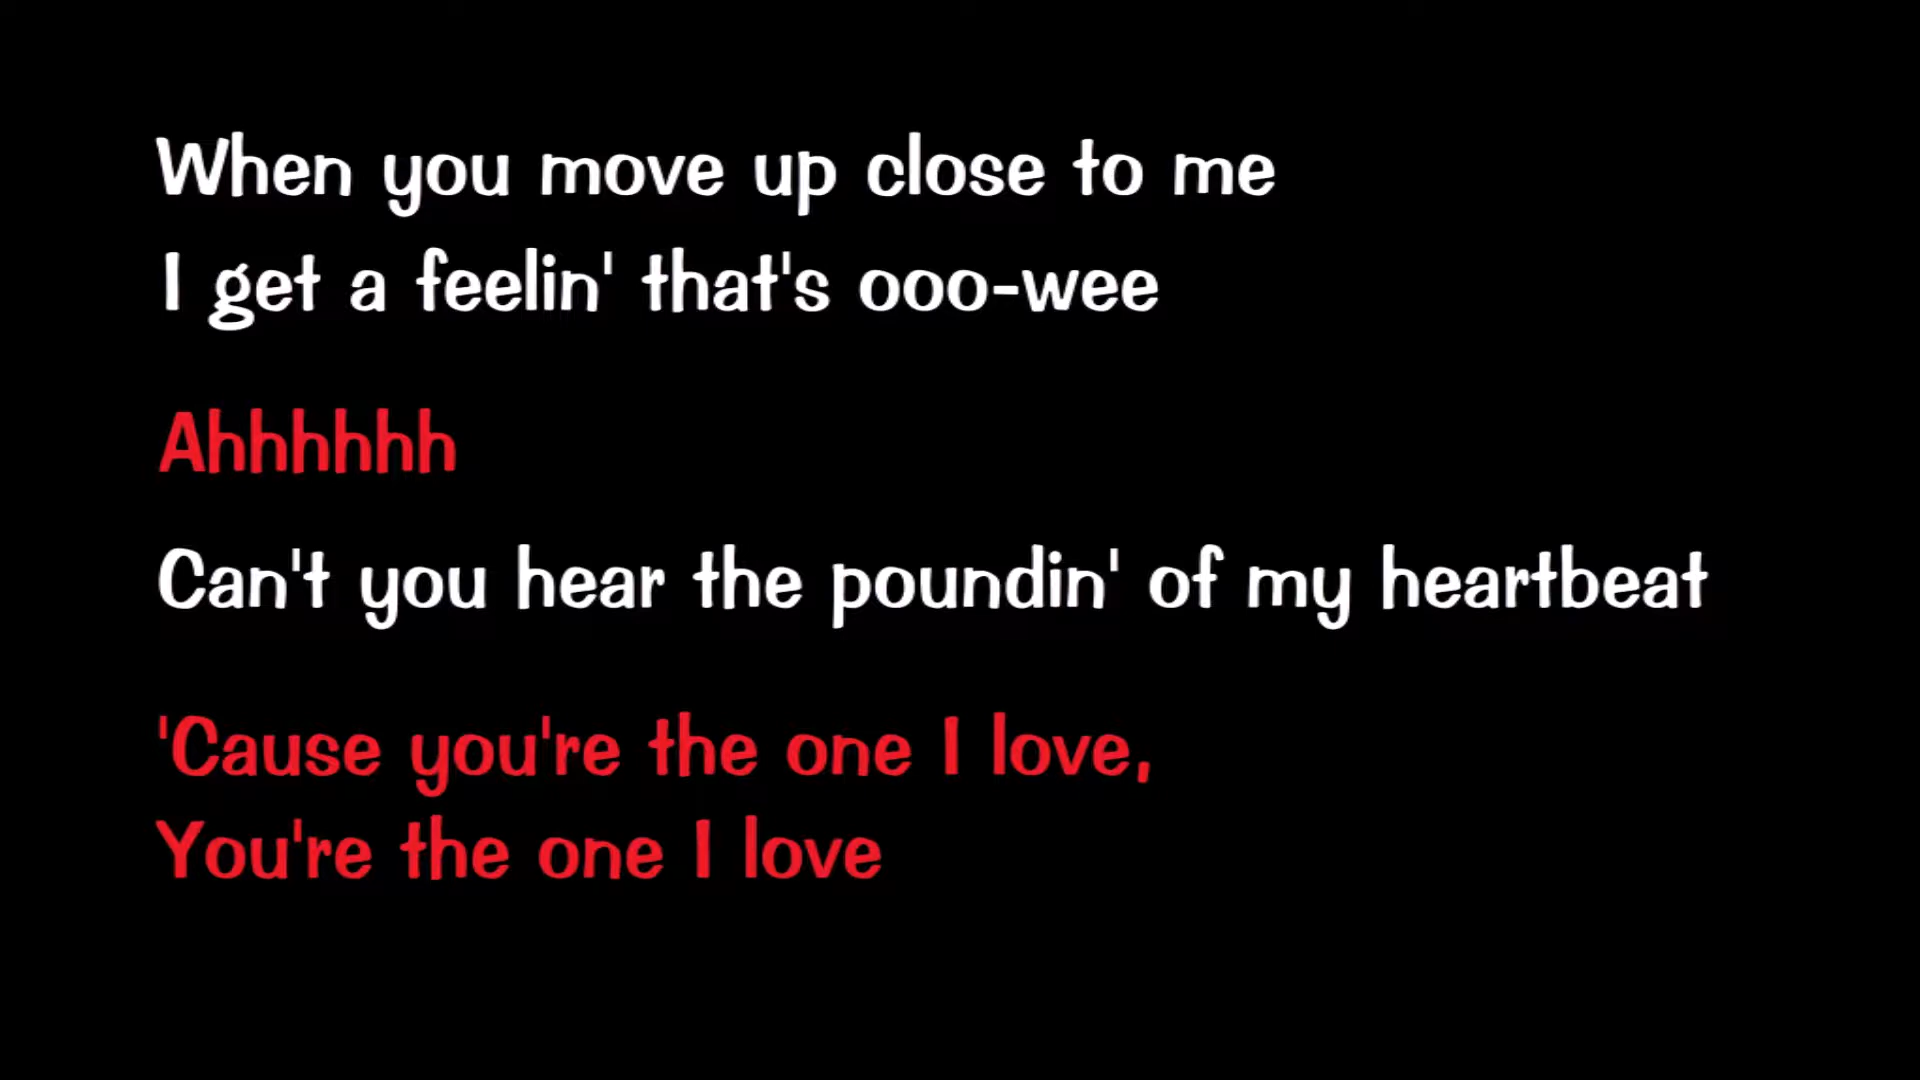 When you move up close to me
I get a feelin' that's ooo-wee
Ahhhhhh
Can't you hear the poundin' of my heartbeat
'Cause you're the one I love,
You're the one I love